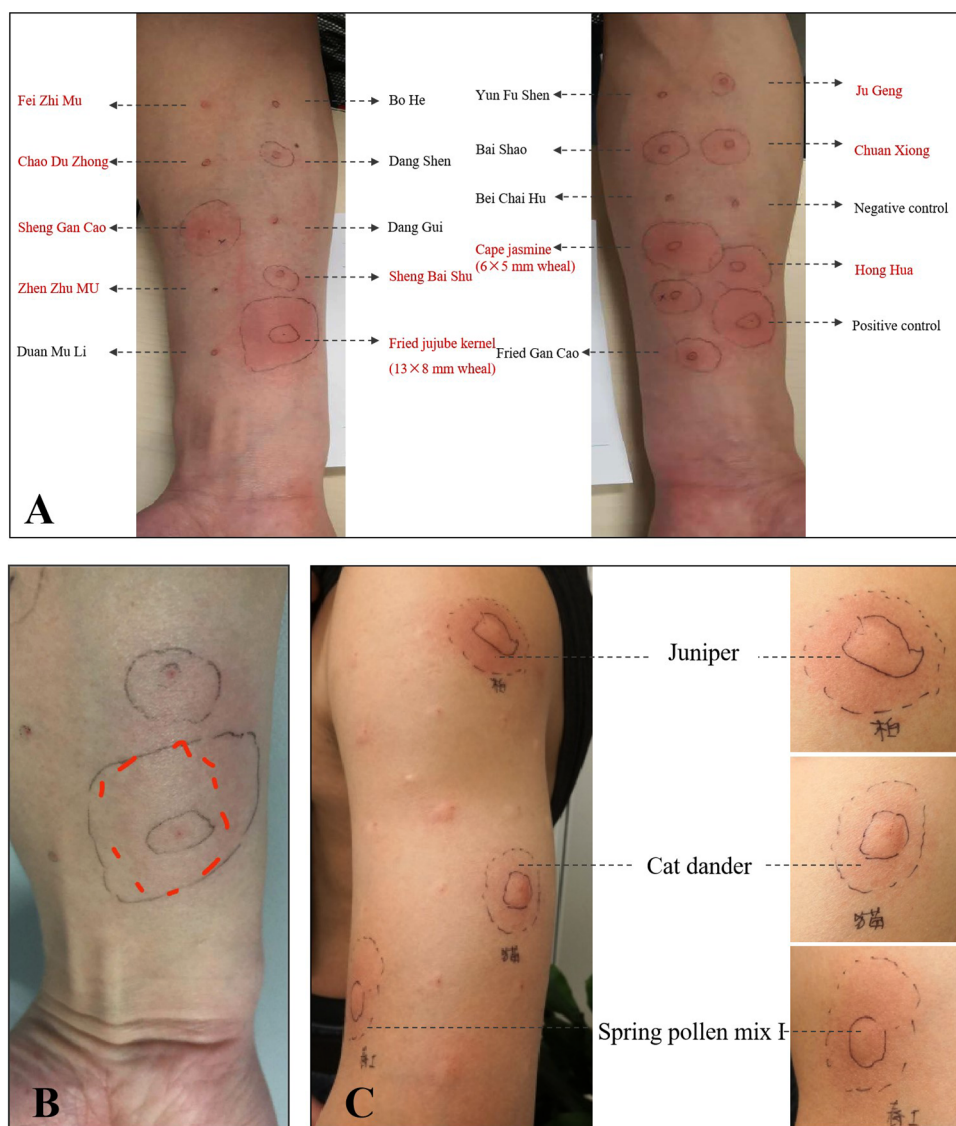 Fei Zhi Mu
Bo He
Chao Du Zhong
Dang Shen
Sheng Gan Cao
Dang Gui
Zhen Zhu MU
Sheng Bai Shu
Duan Mu Li
Fried jujube kernel
(13×8 mm wheal)
Yun Fu Shen
Ju Geng
Bai Shao
Chuan Xiong
Bei Chai Hu
Negative control
Cape jasmine
(6×5 mm wheal)
Hong Hua
Positive control
Fried Gan Cao
A
B
C
Juniper
柏
柏
Cat dander
猫
猫
Spring pollen mix I
春I